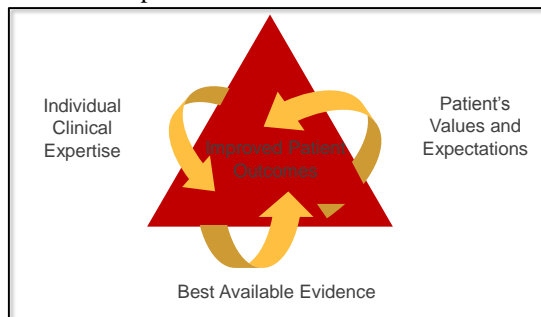 Individual
Clinical
Expertise
Patient's
Values and
Expectations
Improved Patient
Outcomes
Best Available Evidence